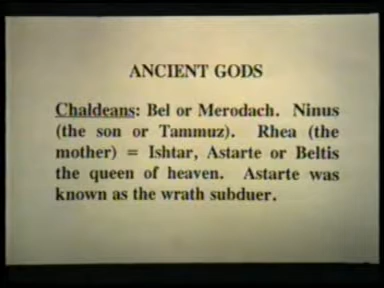 ANCIENT GODS
Chaldeans: Bel or Merodach. Ninus
(the son or Tammuz). Rhea (the
mother) = Ishtar, Astarte or Beltis
the queen of heaven. Astarte was
known as the wrath subduer.